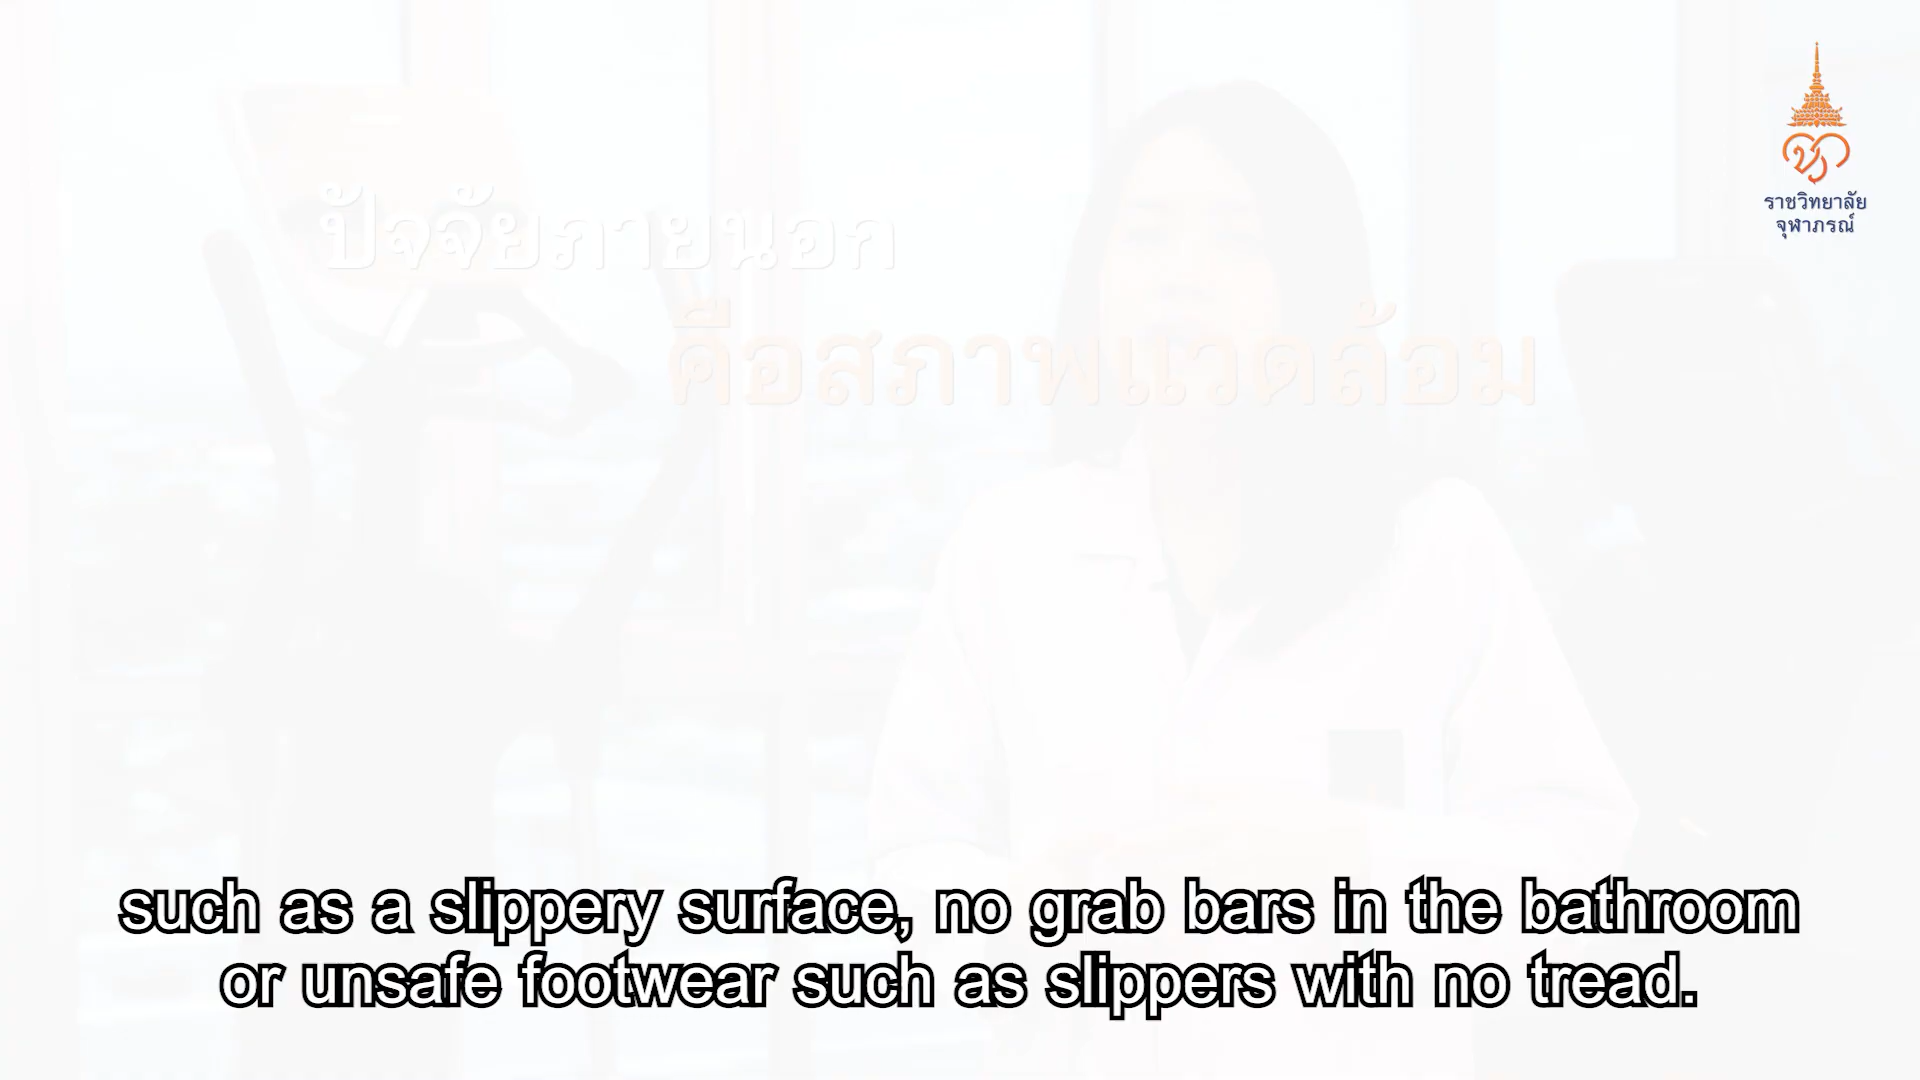 ราชวิทยาลัย
จุฬาภรณ์
ปัจจัยภายนอก
คือสภาพแวดล้อม
such as a slippery surface, no grab bars in the bathroom
or unsafe footwear such as slippers with no tread.